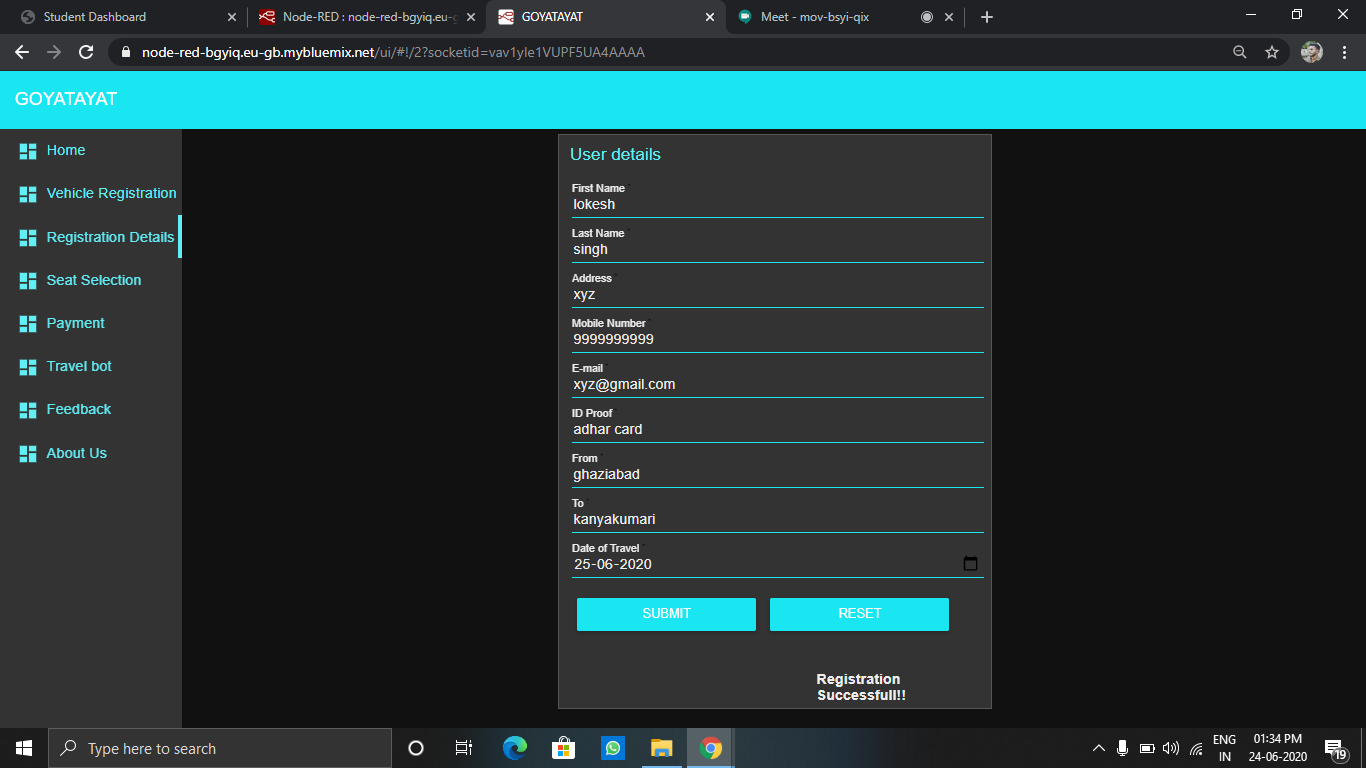 Student Dashboard
Node-RED : node-red-bgyiq.eu-g
GOYATAYAT
Meet - mov-bsyi-qix
node-red-bgyiq.eu-gb.mybluemix.net/ui/#!/2?socketid=vav1yle1VUPF5UA4AAAA
GOYATAYAT
Home
Vehicle Registration
Registration Details
Seat Selection
Payment
Travel bot
Feedback
About Us
User details
First Name *
lokesh
Last Name *
singh
Address *
xyz
Mobile Number *
9999999999
E-mail *
xyz@gmail.com
ID Proof *
adhar card
From *
ghaziabad
To *
kanyakumari
Date of Travel *
25-06-2020
SUBMIT RESET
Registration
Successfull!!
Type here to search
ENG
IN
01:34 PM
24-06-2020
19